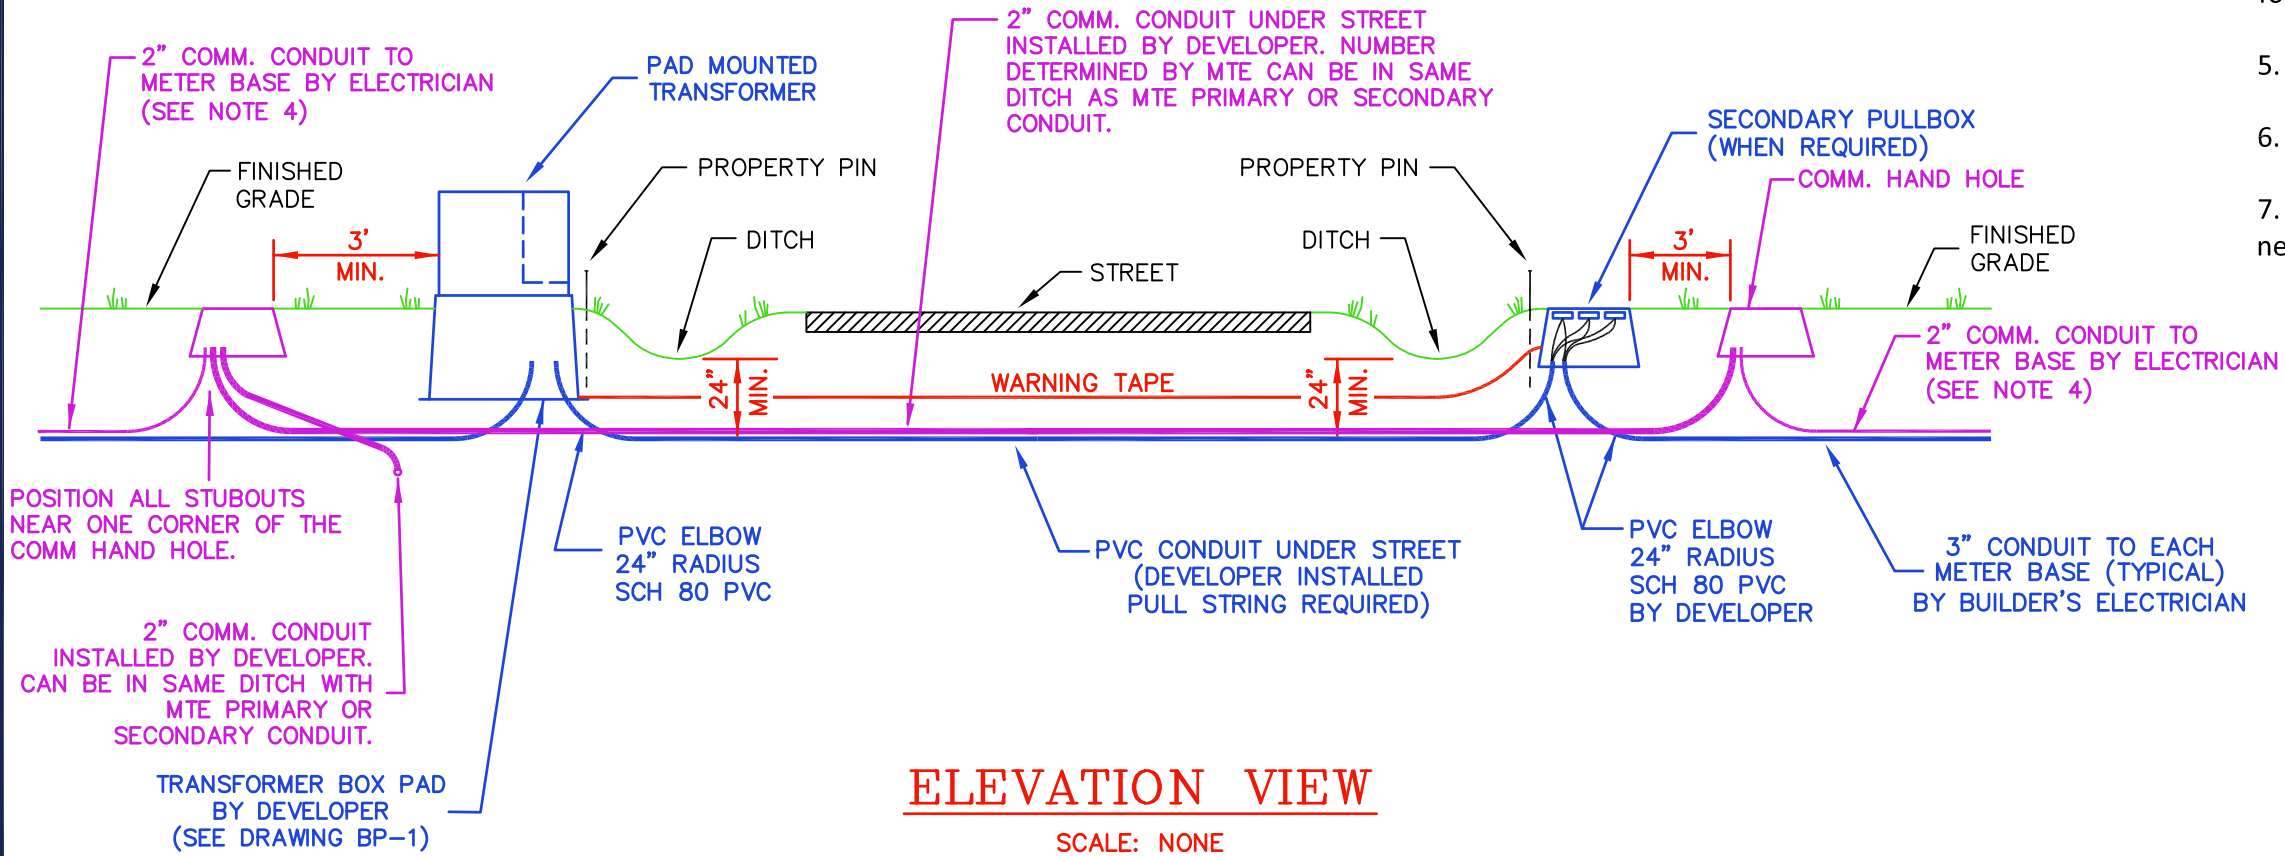 2" COMM. CONDUIT TO
METER BASE BY ELECTRICIAN
(SEE NOTE 4)
PAD MOUNTED
TRANSFORMER
2" COMM. CONDUIT UNDER STREET
INSTALLED BY DEVELOPER. NUMBER
DETERMINED BY MTE CAN BE IN SAME
DITCH AS MTE PRIMARY OR SECONDARY
CONDUIT.
SECONDARY PULLBOX
(WHEN REQUIRED)
COMM. HAND HOLE
5.
6.
7.
ne
FINISHED
GRADE
PROPERTY PIN
PROPERTY PIN
3'
MIN.
DITCH
STREET
DITCH
3'
MIN.
FINISHED
GRADE
2" COMM. CONDUIT TO
METER BASE BY ELECTRICIAN
(SEE NOTE 4)
24"
MIN.
WARNING TAPE
24"
MIN.
POSITION ALL STUBOUTS
NEAR ONE CORNER OF THE
COMM HAND HOLE.
PVC ELBOW
24" RADIUS
SCH 80 PVC
PVC CONDUIT UNDER STREET
(DEVELOPER INSTALLED
PULL STRING REQUIRED)
PVC ELBOW
24" RADIUS
SCH 80 PVC
BY DEVELOPER
3" CONDUIT TO EACH
METER BASE (TYPICAL)
BY BUILDER'S ELECTRICIAN
2" COMM. CONDUIT
INSTALLED BY DEVELOPER.
CAN BE IN SAME DITCH WITH
MTE PRIMARY OR
SECONDARY CONDUIT.
TRANSFORMER BOX PAD
BY DEVELOPER
(SEE DRAWING BP-1)
ELEVATION VIEW
SCALE: NONE